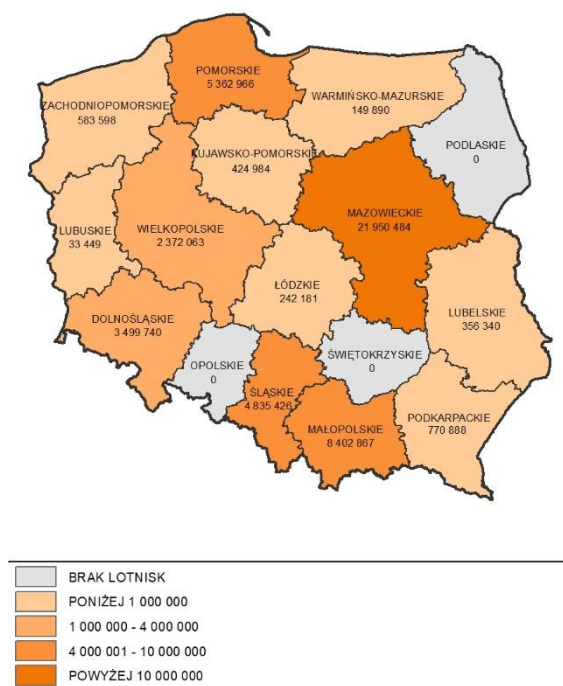 POMORSKIE
5 362 966
WARMIŃSKO-MAZURSKIE
149 890
ZACHODNIOPOMORSKIE
583 598
PODLASKIE
0
KUJAWSKO-POMORSKIE
424 984
MAZOWIECKIE
21 950 484
LUBUSKIE
33 449
WIELKOPOLSKIE
2 372 063
ŁÓDZKIE
242 181
LUBELSKIE
356 340
DOLNOŚLĄSKIE
3 499 740
OPOLSKIE
0
ŚWIĘTOKRZYSKIE
0
ŚLĄSKIE
4 835 426
MAŁOPOLSKIE
8 402 867
PODKARPACKIE
770 888
BRAK LOTNISK
PONIŻEJ 1 000 000
1 000 000 - 4 000 000
4 000 001 - 10 000 000
POWYŻEJ 10 000 000